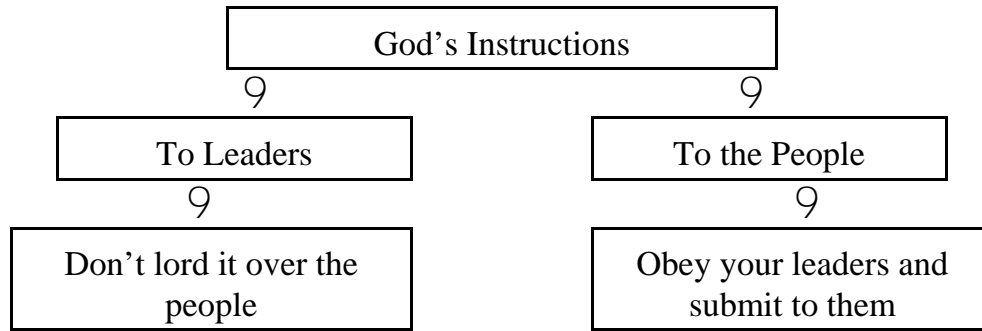 God’s Instructions
9 9
To Leaders To the People
9 9
Don’t lord it over the
people
Obey your leaders and
submit to them